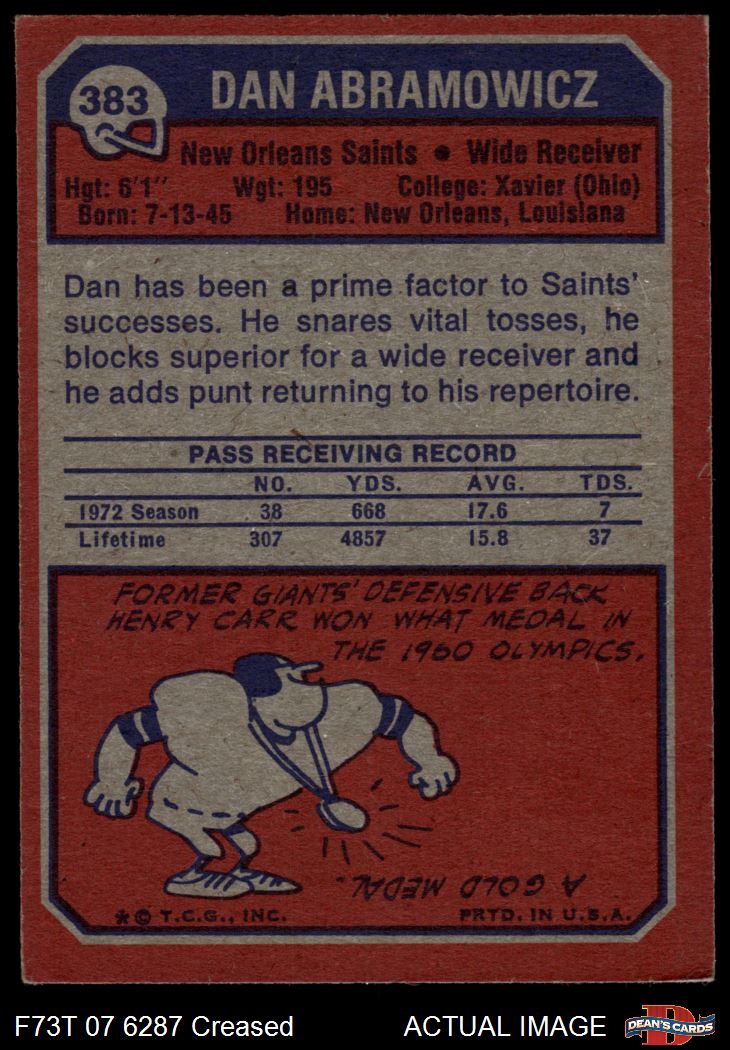 383
DAN ABRAMOWICZ
New Orleans Saints • Wide Receiver
Hgt: 6'1" Wgt: 195 College: Xavier (Ohio)
Born: 7-13-45 Home: New Orleans, Louisiana
Dan has been a prime factor to Saints'
successes. He snares vital tosses, he
blocks superior for a wide receiver and
he adds punt returning to his repertoire.
PASS RECEIVING RECORD
NO. YDS. AVG. TDS.
1972 Season 38 668 17.6 7
Lifetime 307 4857 15.8 37
FORMER GIANTS' DEFENSIVE BACK
HENRY CARR WON WHAT MEDAL IN
THE 1960 OLYMPICS.
A GOLD MEDAL.
*© T.C.G., INC. PRTD. IN U.S.A.
F73T 07 6287 Creased ACTUAL IMAGE
D
DEAN'S CARDS